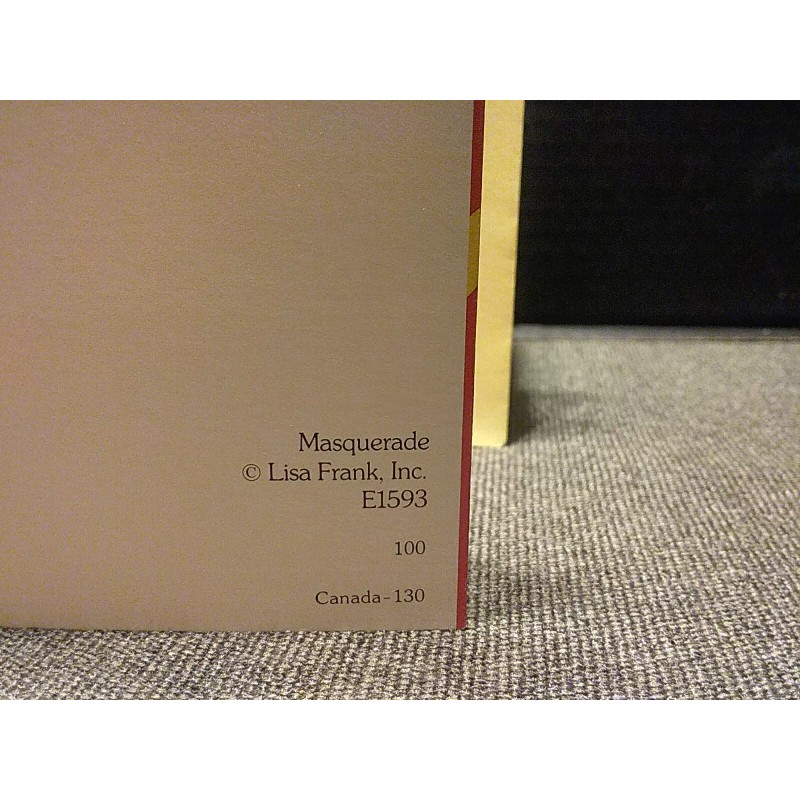 Masquerade
© Lisa Frank, Inc.
E1593
100
Canada-130